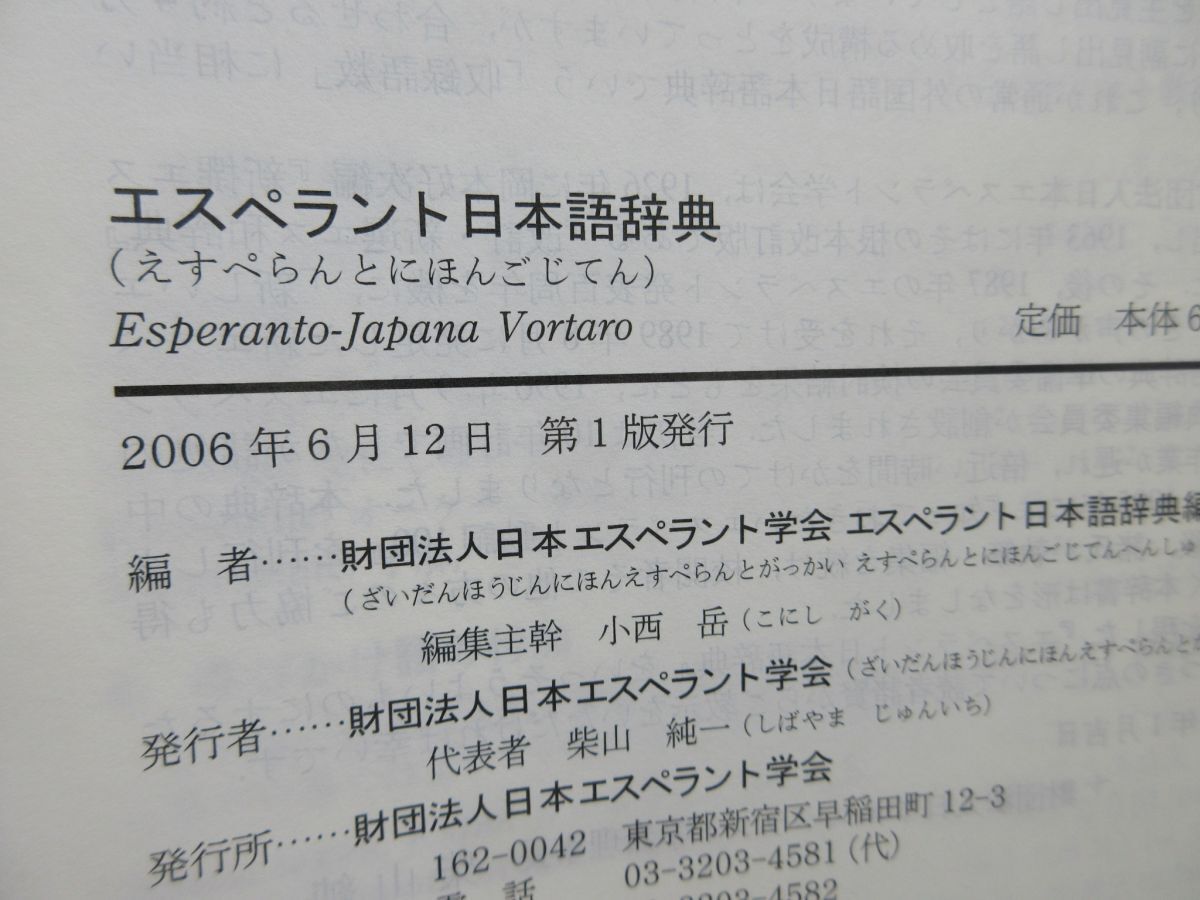 エスペラント日本語辞典
（えすぺらんとにほんごじてん）
Esperanto-Japana Vortaro
定価　本体6
2006年6月12日　第1版発行
編　者……財団法人日本エスペラント学会 エスペラント日本語辞典編
（ざいだんほうじんにほんえすぺらんとがっかい えすぺらんとにほんごじてんへんしゅ
編集主幹　小西　岳（こにし　がく）
発行者……財団法人日本エスペラント学会（ざいだんほうじんにほんえすぺらんとが
代表者　柴山　純一（しばやま　じゅんいち）
発行所……財団法人日本エスペラント学会
162-0042　東京都新宿区早稲田町12-3
電　話　03-3203-4581（代）
3203-4582